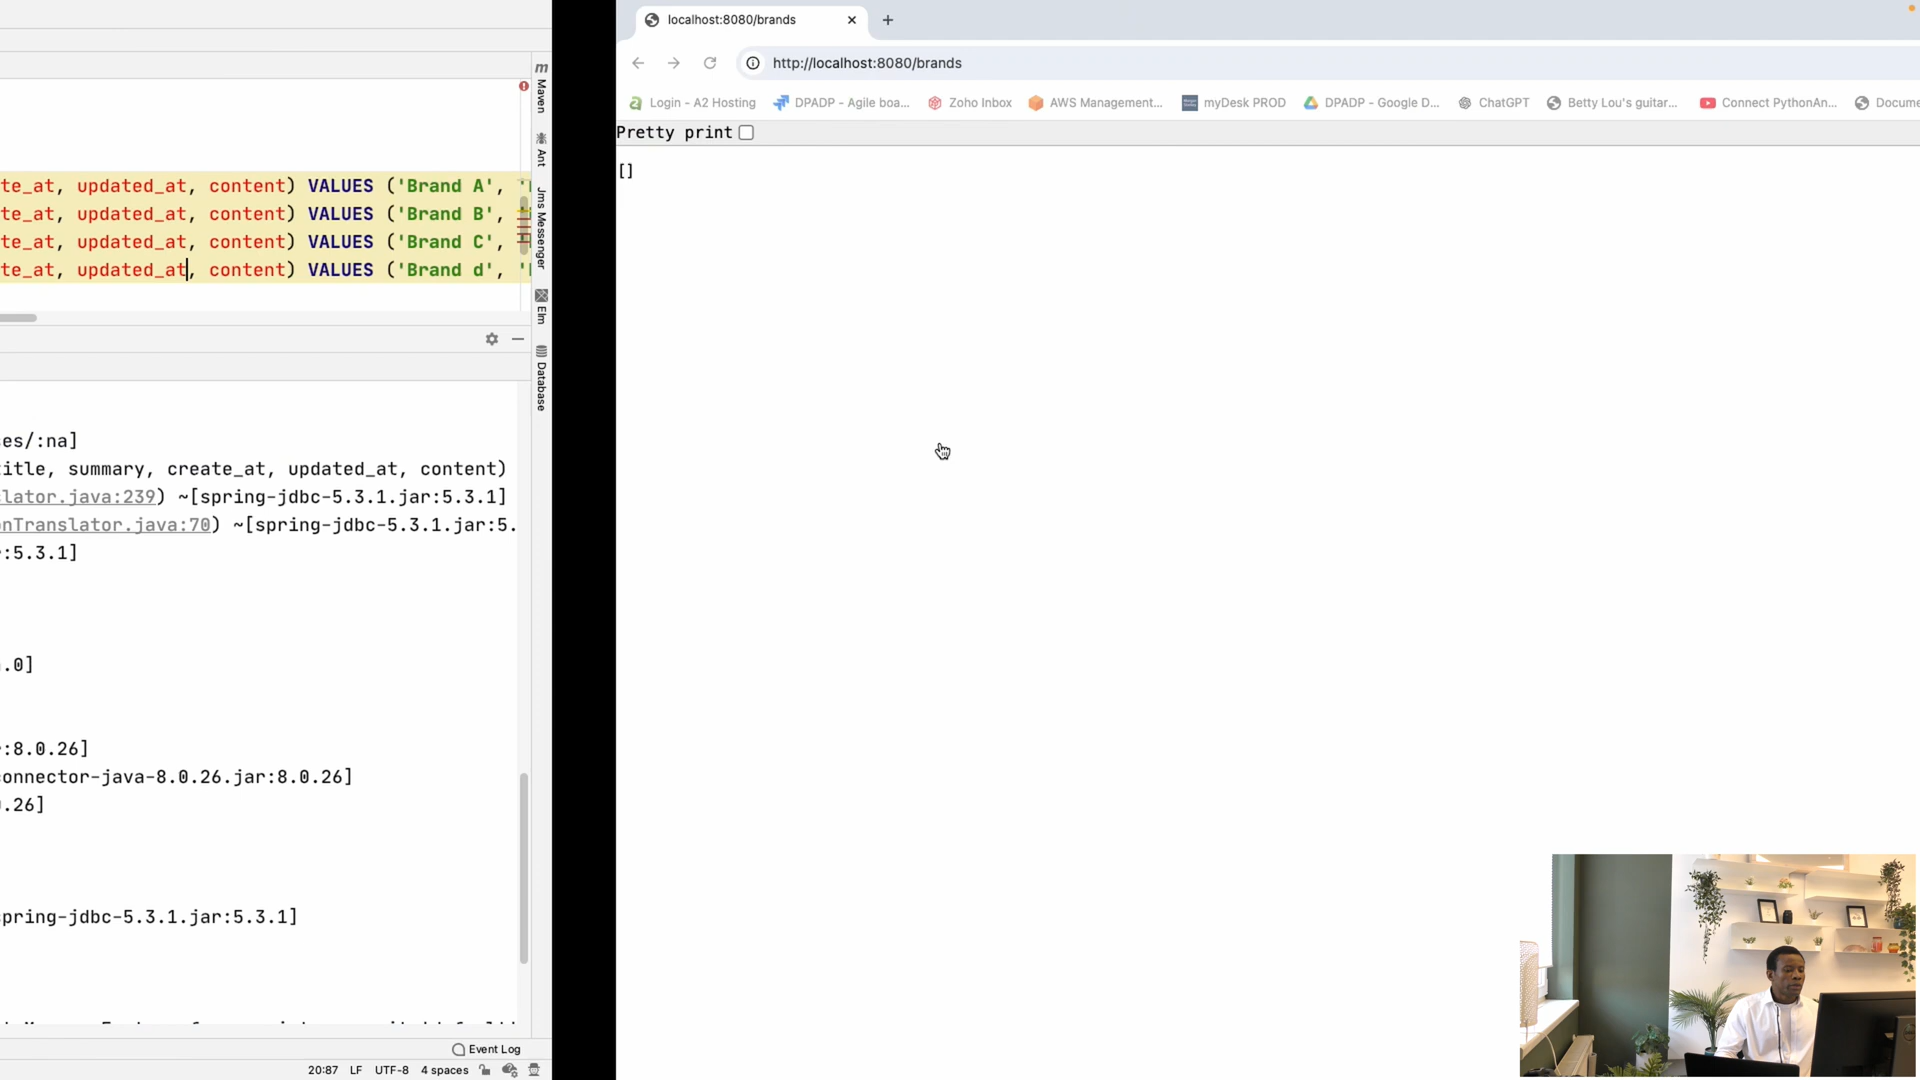 te_at, updated_at, content) VALUES ('Brand A',
te_at, updated_at, content) VALUES ('Brand B',
te_at, updated_at, content) VALUES ('Brand C',
te_at, updated_at, content) VALUES ('Brand d',
Maven
Ant
Jms Messenger
Elm
Database
es/:na]
itle, summary, create_at, updated_at, content)
lator.java:239) ~[spring-jdbc-5.3.1.jar:5.3.1]
onTranslator.java:70) ~[spring-jdbc-5.3.1.jar:5.
:5.3.1]
.0]
:8.0.26]
connector-java-8.0.26.jar:8.0.26]
.26]
pring-jdbc-5.3.1.jar:5.3.1]
Event Log
20:87 LF UTF-8 4 spaces
localhost:8080/brands
http://localhost:8080/brands
Login - A2 Hosting DPADP - Agile boa... Zoho Inbox AWS Management... myDesk PROD DPADP - Google D... ChatGPT Betty Lou's guitar... Connect PythonAn... Docume
Pretty print
[]